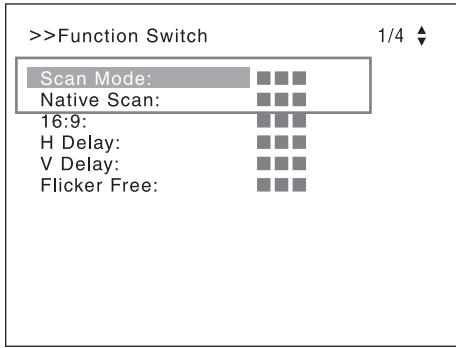 >>Function Switch 1/4
Scan Mode: ■■■
Native Scan: ■■■
16:9: ■■■
H Delay: ■■■
V Delay: ■■■
Flicker Free: ■■■